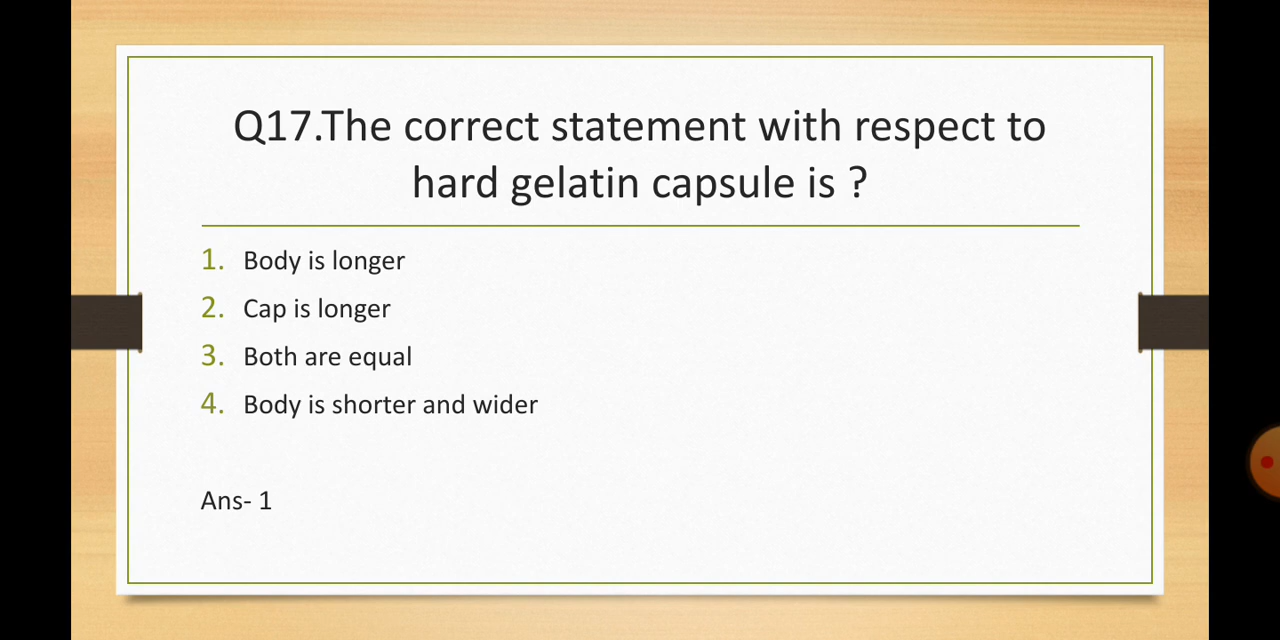 Q17.The correct statement with respect to
hard gelatin capsule is ?
1. Body is longer
2. Cap is longer
3. Both are equal
4. Body is shorter and wider
Ans- 1